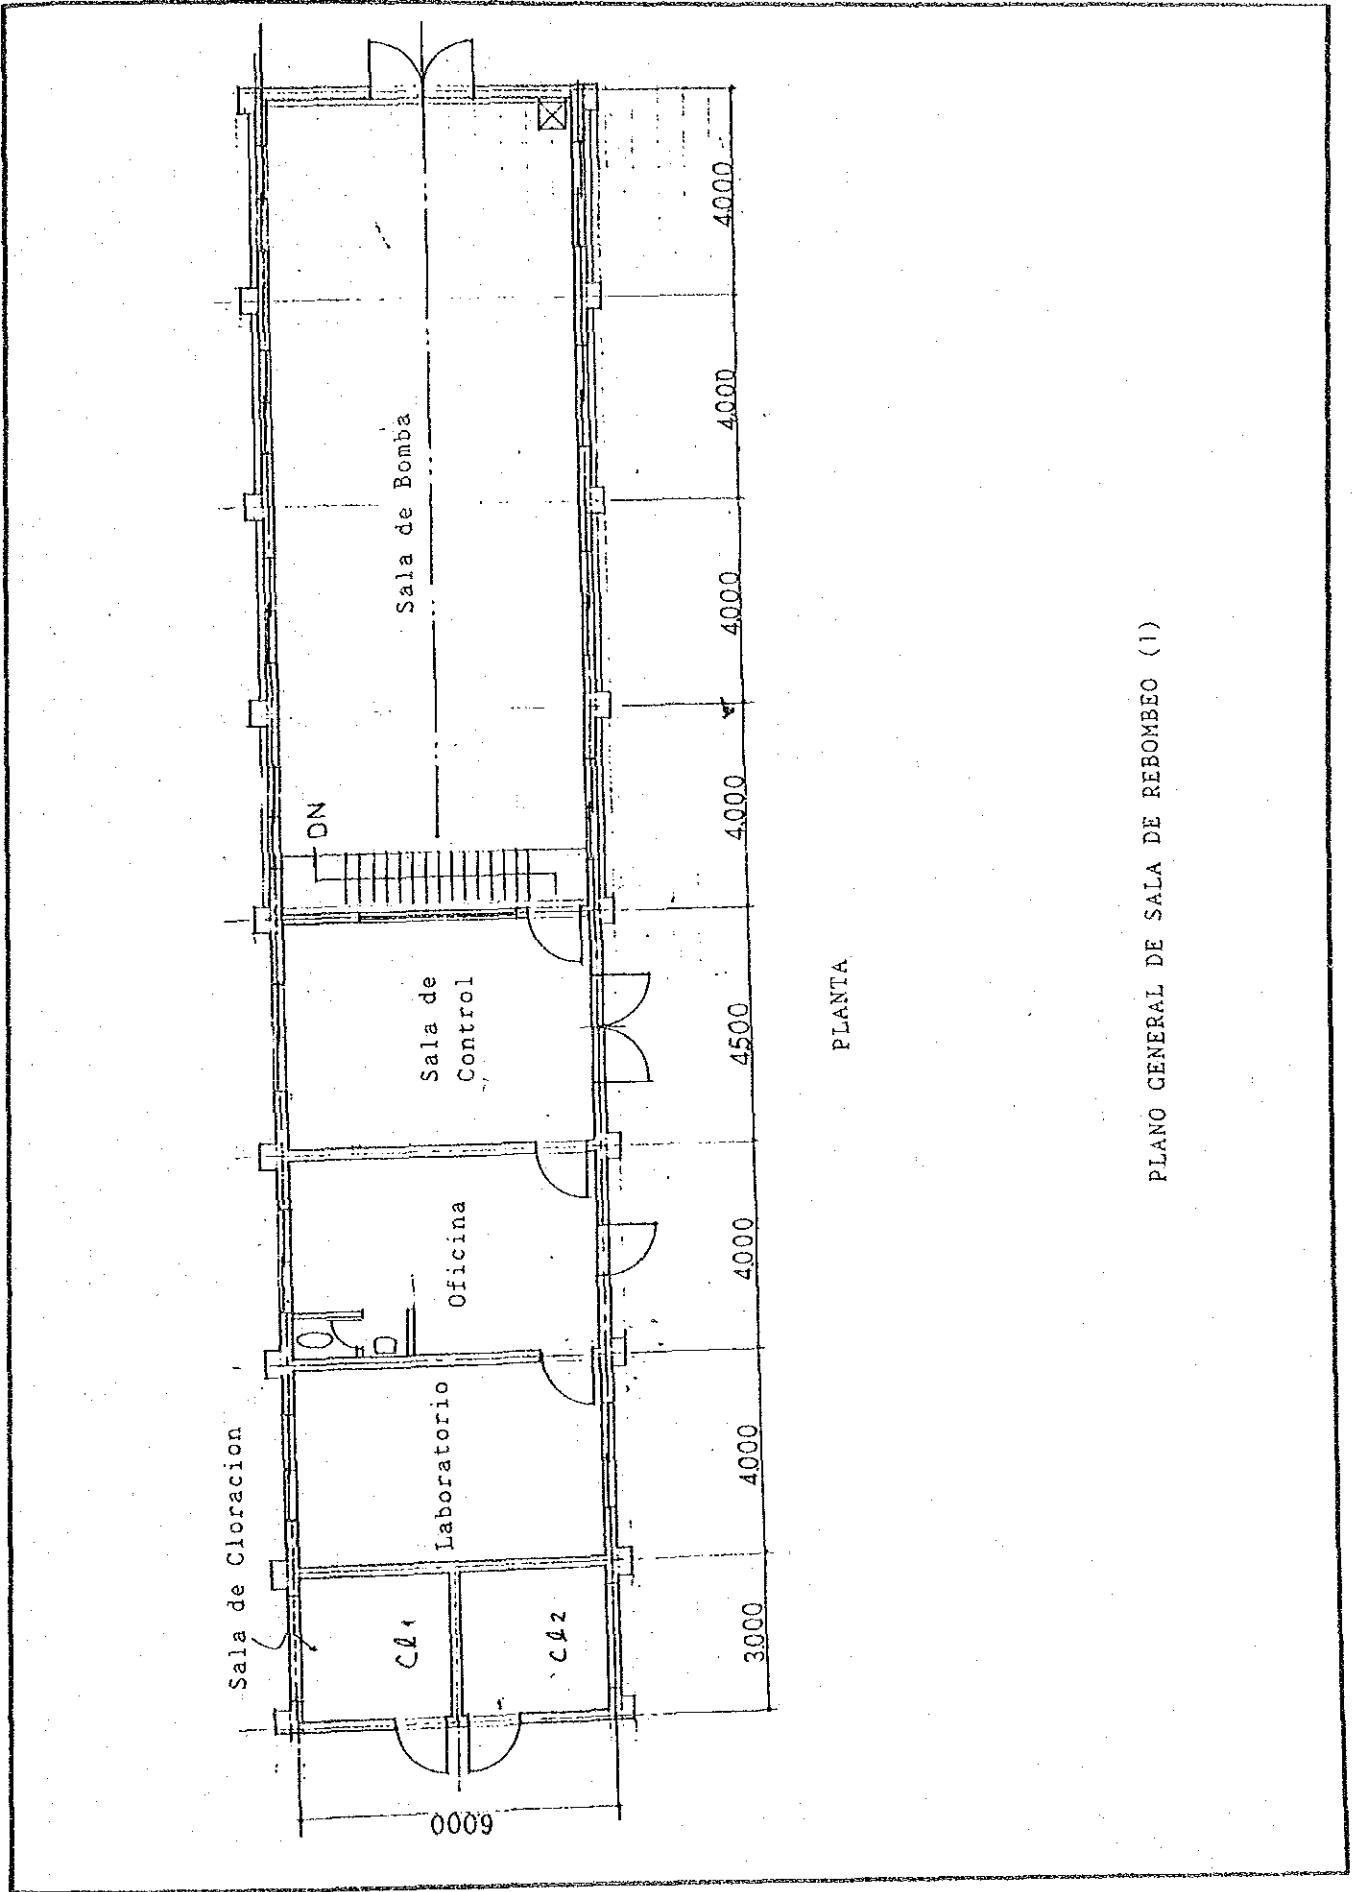 Sala de Cloracion
Cl1
Cl2
Laboratorio
Oficina
Sala de
Control
DN
Sala de Bomba
6000
3000
4000
4000
4500
4000
4000
4000
4000
PLANTA
PLANO GENERAL DE SALA DE REBOMBEO (1)